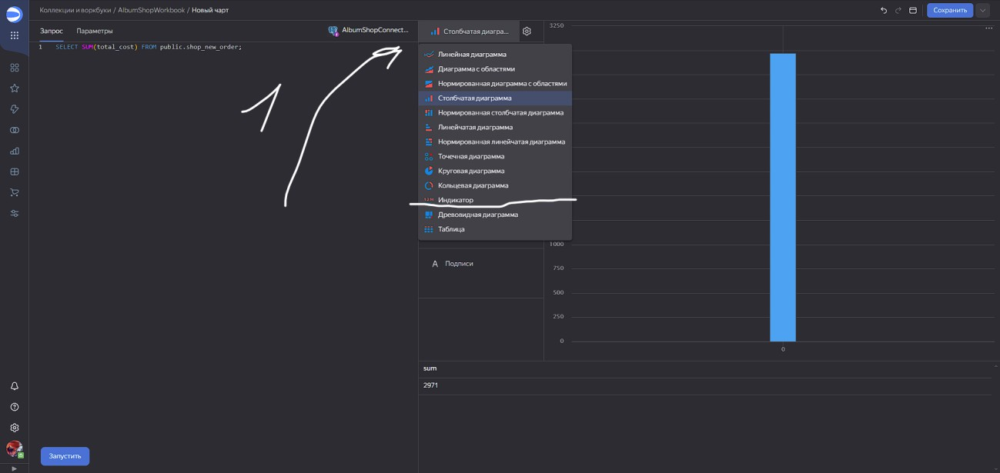 Коллекции и воркбуки / AlbumShopWorkbook / Новый чарт
Сохранить
Запрос Параметры
AlbumShopConnect...
Столбчатая диагра...
1 SELECT SUM(total_cost) FROM public.shop_new_order;
1
Линейная диаграмма
Диаграмма с областями
Нормированная диаграмма с областями
Столбчатая диаграмма
Нормированная столбчатая диаграмма
Линейчатая диаграмма
Нормированная линейчатая диаграмма
Точечная диаграмма
Круговая диаграмма
Кольцевая диаграмма
Индикатор
Древовидная диаграмма
Таблица
A Подписи
3250
1000
750
500
250
0
0
sum
2971
Запустить